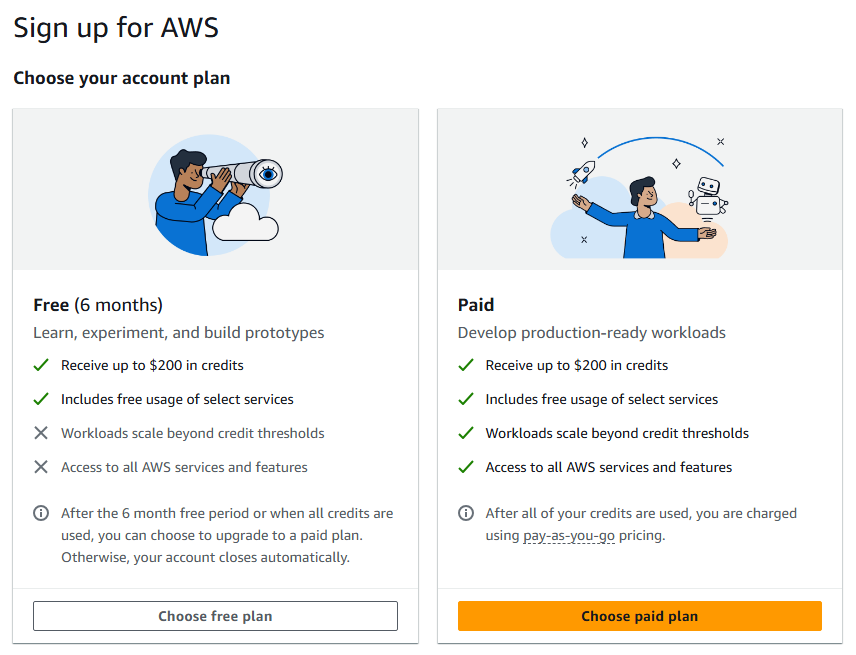 Sign up for AWS
Choose your account plan
Free (6 months)
Learn, experiment, and build prototypes
Receive up to $200 in credits
Includes free usage of select services
Workloads scale beyond credit thresholds
Access to all AWS services and features
After the 6 month free period or when all credits are
used, you can choose to upgrade to a paid plan.
Otherwise, your account closes automatically.
Choose free plan
Paid
Develop production-ready workloads
Receive up to $200 in credits
Includes free usage of select services
Workloads scale beyond credit thresholds
Access to all AWS services and features
After all of your credits are used, you are charged
using pay-as-you-go pricing.
Choose paid plan